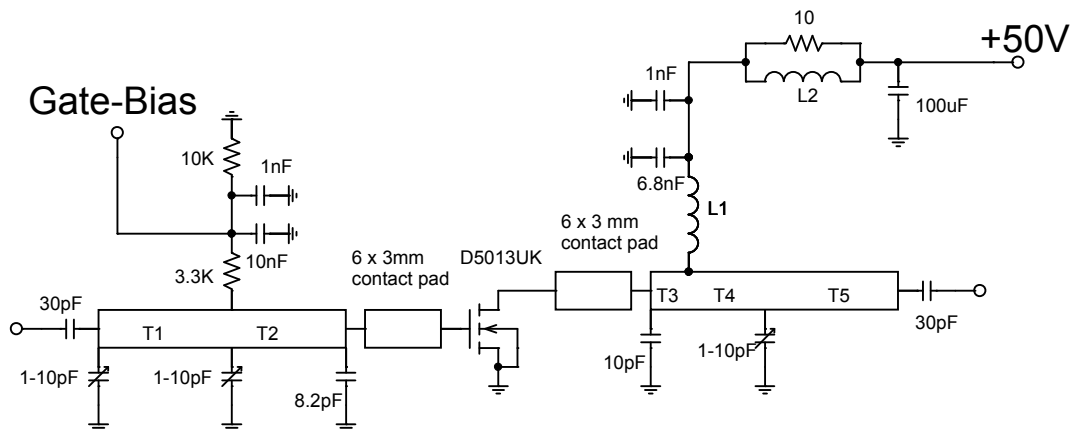 10
+50V
1nF
L2
100uF
Gate-Bias
10K
1nF
6.8nF
L1
6 x 3 mm
contact pad
10nF
6 x 3mm
contact pad
D5013UK
3.3K
30pF
T1
T2
T3
T4
T5
30pF
1-10pF
1-10pF
8.2pF
10pF
1-10pF